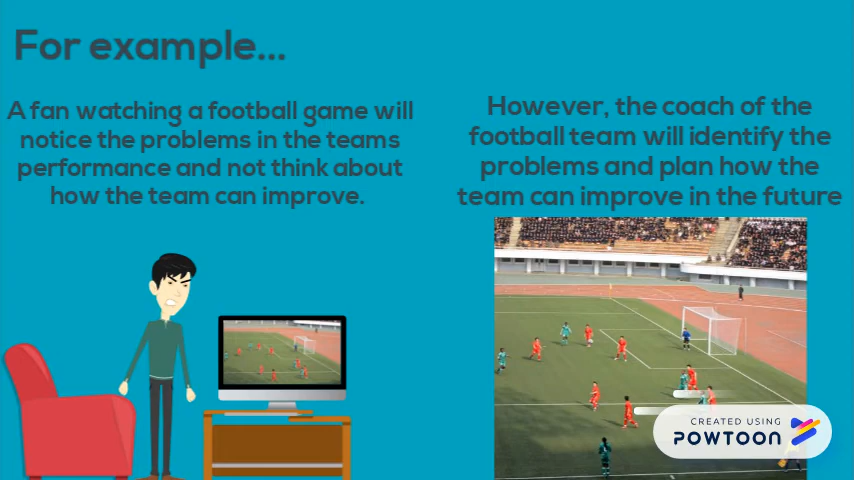 For example...
A fan watching a football game will
notice the problems in the teams
performance and not think about
how the team can improve.
However, the coach of the
football team will identify the
problems and plan how the
team can improve in the future
CREATED USING
POWTOON